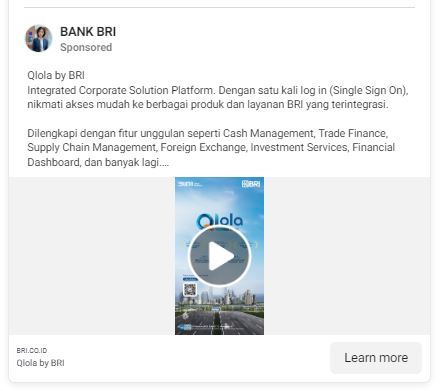 BANK BRI
Sponsored
Qlola by BRI
Integrated Corporate Solution Platform. Dengan satu kali log in (Single Sign On),
nikmati akses mudah ke berbagai produk dan layanan BRI yang terintegrasi.
Dilengkapi dengan fitur unggulan seperti Cash Management, Trade Finance,
Supply Chain Management, Foreign Exchange, Investment Services, Financial
Dashboard, dan banyak lagi....
BRI
Qlola
BRI.CO.ID
Qlola by BRI
Learn more